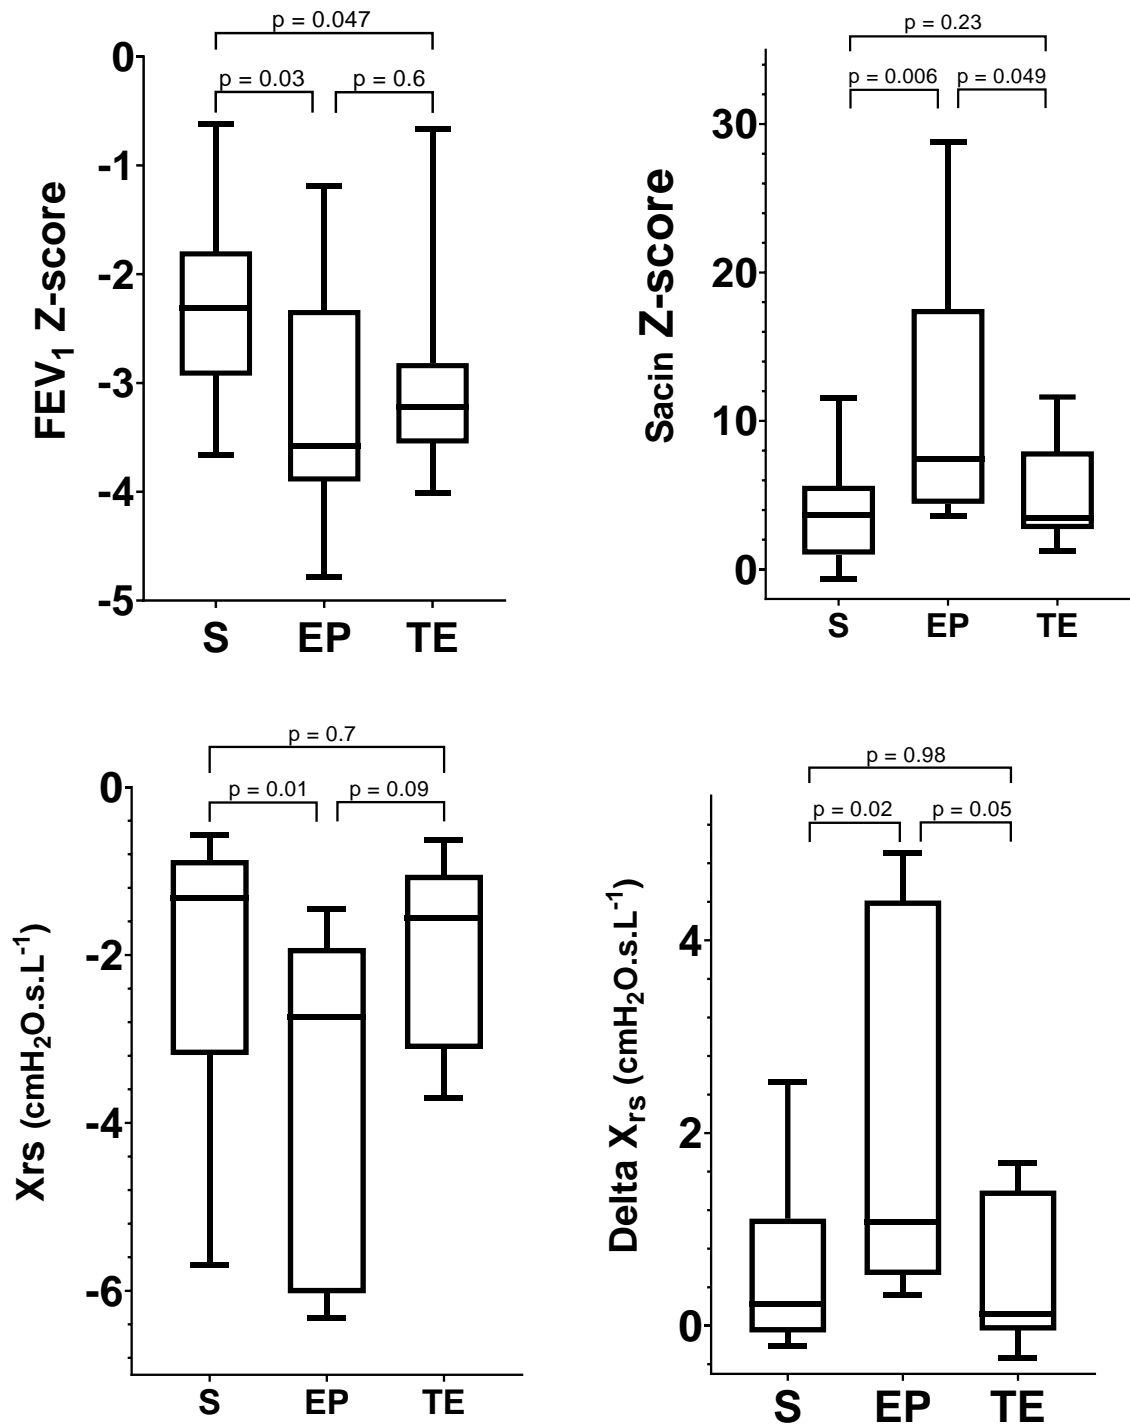 p = 0.047
p = 0.03
p = 0.6
0
-1
-2
-3
-4
-5
FEV1 Z-score
S EP TE
p = 0.23
p = 0.006
p = 0.049
30
20
10
0
Sacin Z-score
S EP TE
p = 0.7
p = 0.01
p = 0.09
0
-2
-4
-6
Xrs (cmH2O.s.L-1)
S EP TE
p = 0.98
p = 0.02
p = 0.05
4
2
0
Delta Xrs (cmH2O.s.L-1)
S EP TE